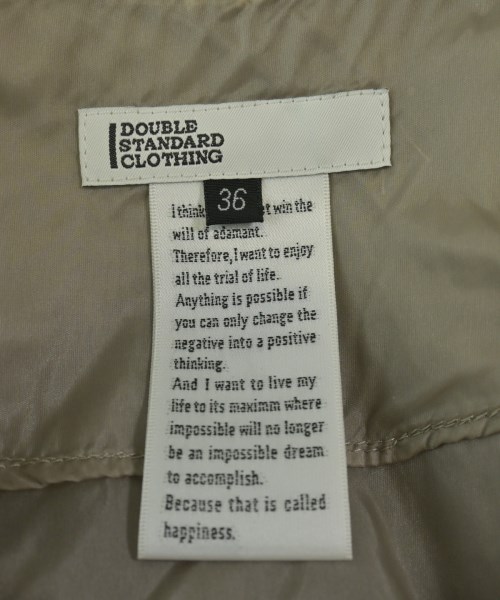 DOUBLE
STANDARD
CLOTHING
36
I think win the
will of adamant.
Therefore, I want to enjoy
all the trial of life.
Anything is possible if
you can only change the
negative into a positive
thinking.
And I want to live my
life to its maximm where
impossible will no longer
be an impossible dream
to accomplish.
Because that is called
happiness.